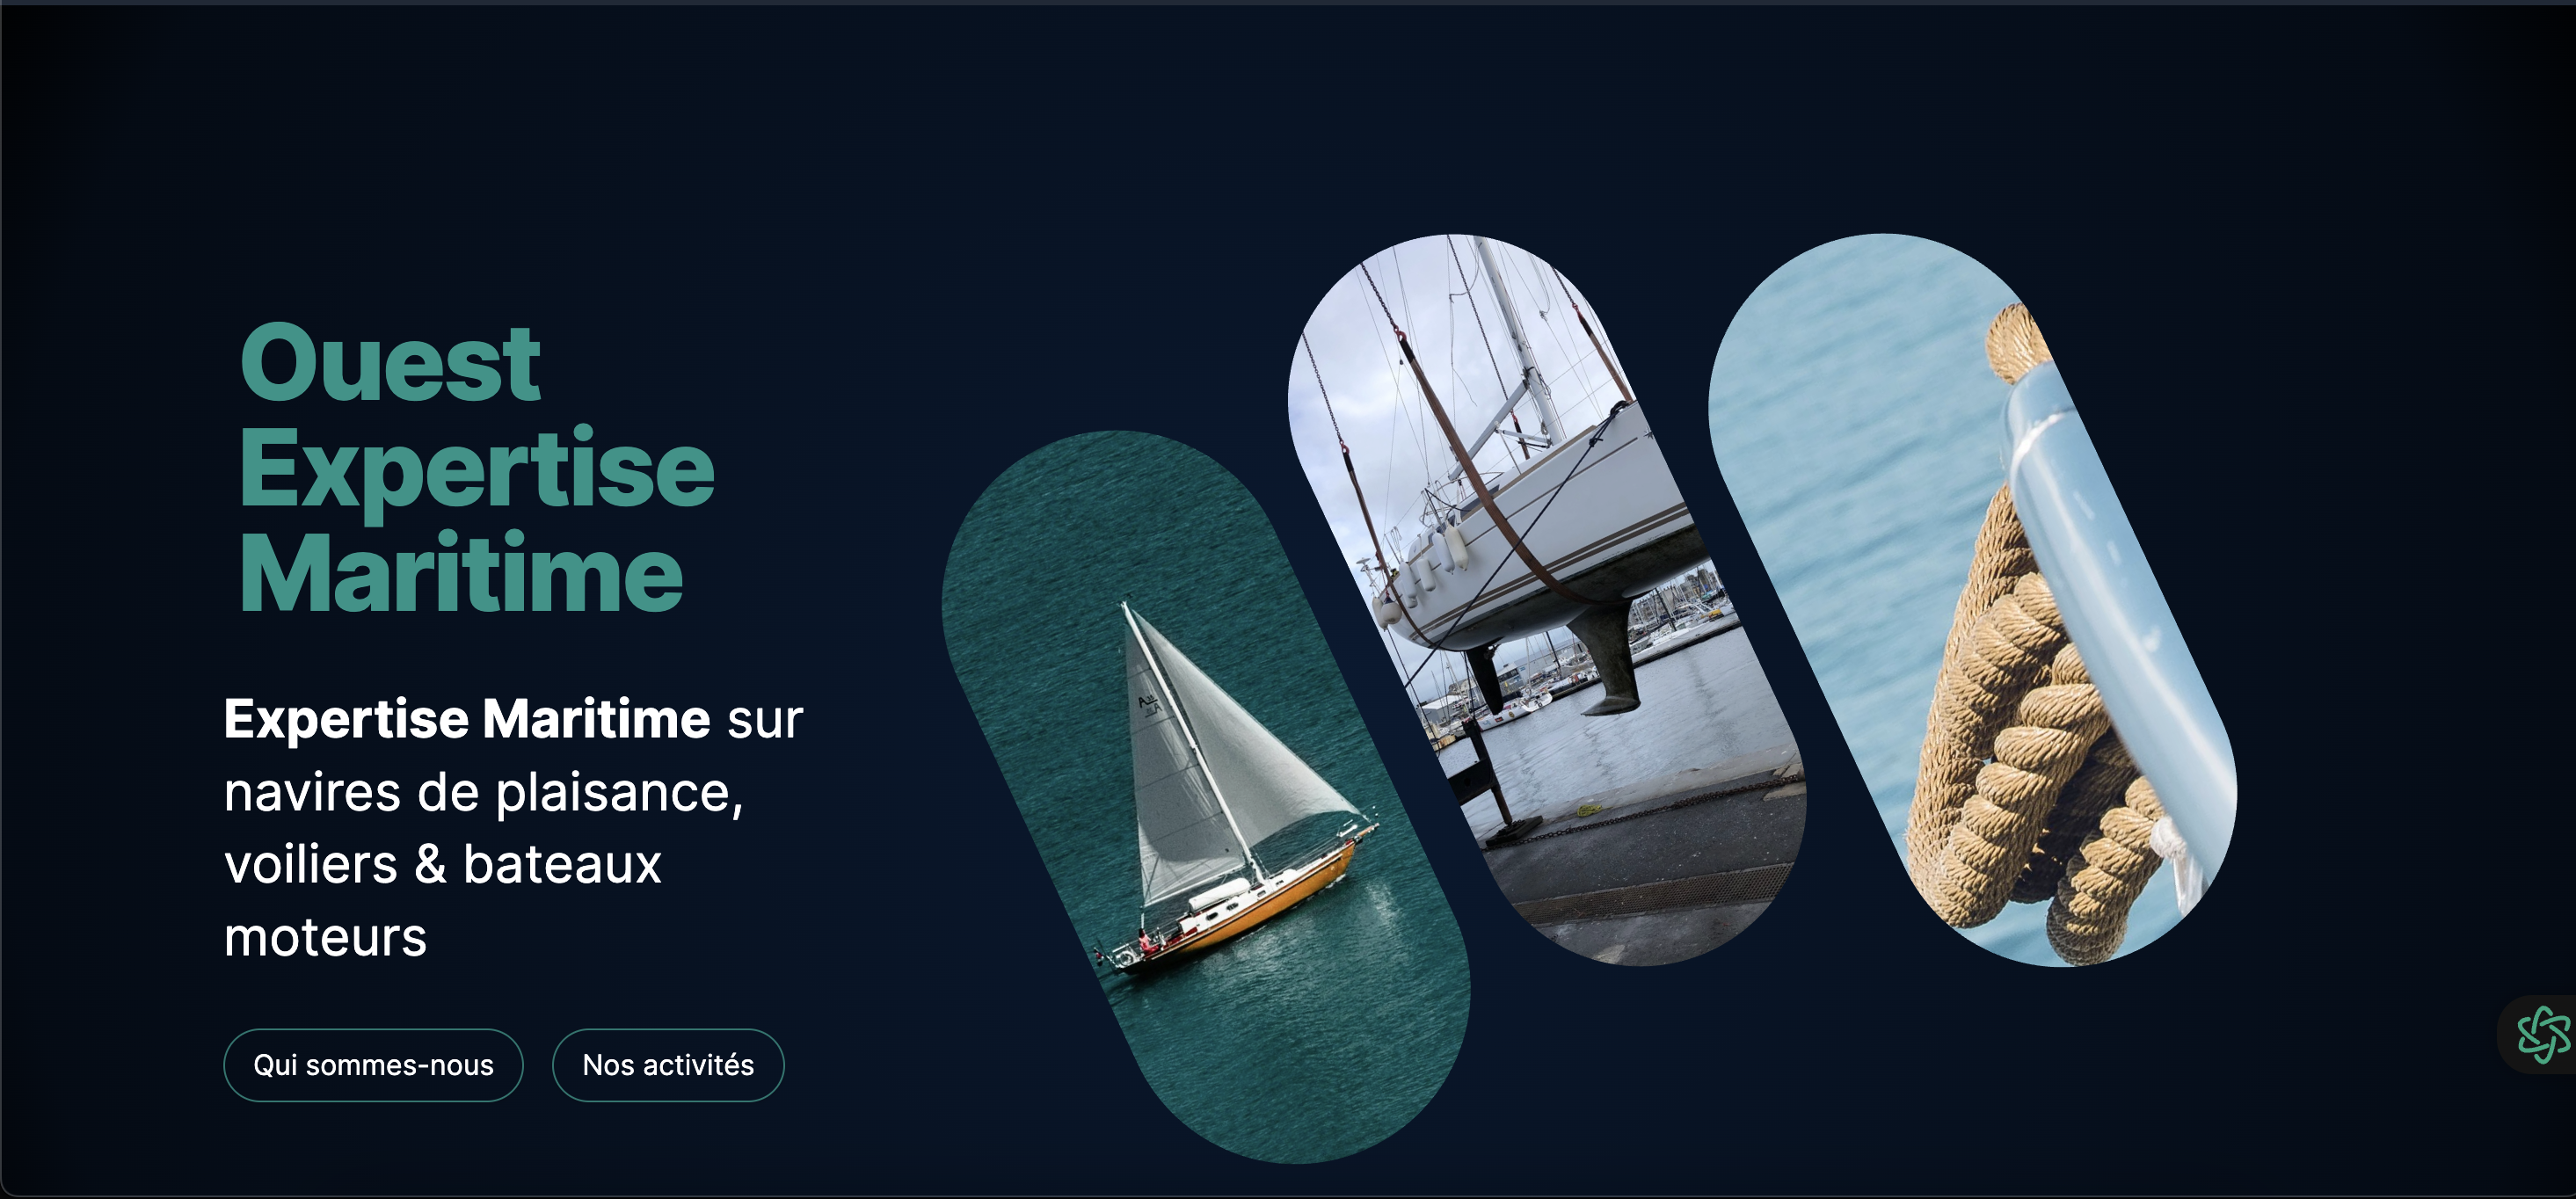 Ouest
Expertise
Maritime
Expertise Maritime sur
navires de plaisance,
voiliers & bateaux
moteurs
Qui sommes-nous
Nos activités